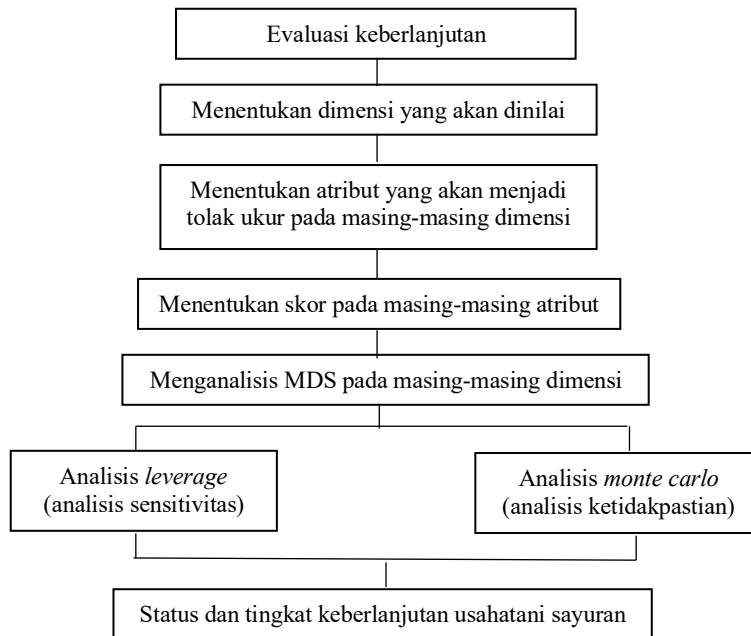 Evaluasi keberlanjutan
Menentukan dimensi yang akan dinilai
Menentukan atribut yang akan menjadi
tolak ukur pada masing-masing dimensi
Menentukan skor pada masing-masing atribut
Menganalisis MDS pada masing-masing dimensi
Analisis leverage
(analisis sensitivitas)
Analisis monte carlo
(analisis ketidakpastian)
Status dan tingkat keberlanjutan usahatani sayuran